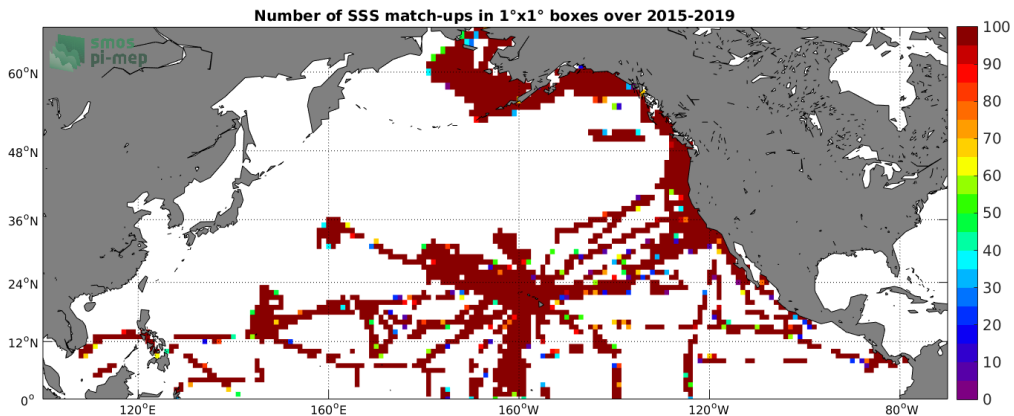 Number of SSS match-ups in 1°x1° boxes over 2015-2019
smos
pi-mep
60°N
48°N
36°N
24°N
12°N
0°
120°E
160°E
160°W
120°W
80°W
100
90
80
70
60
50
40
30
20
10
0